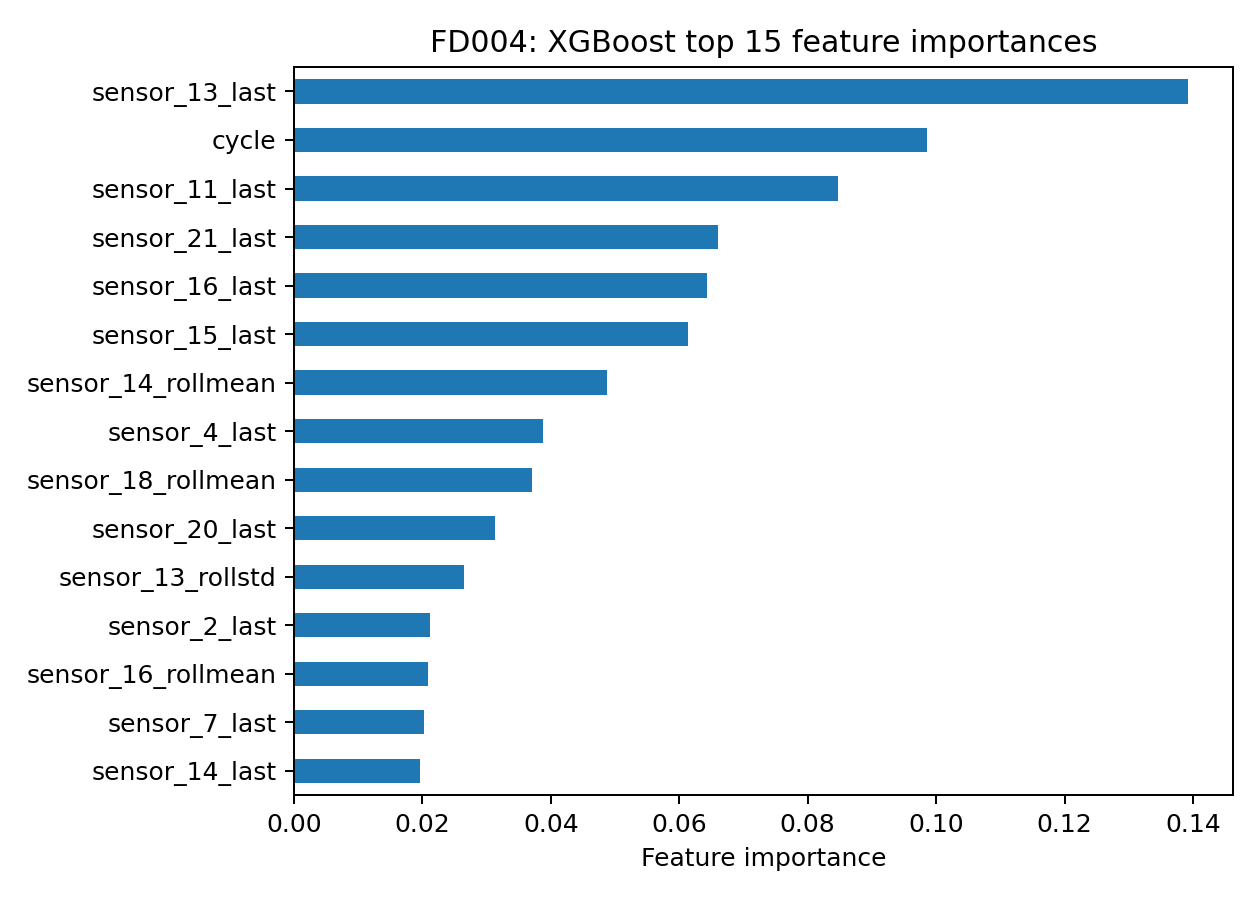 FD004: XGBoost top 15 feature importances
sensor_13_last
cycle
sensor_11_last
sensor_21_last
sensor_16_last
sensor_15_last
sensor_14_rollmean
sensor_4_last
sensor_18_rollmean
sensor_20_last
sensor_13_rollstd
sensor_2_last
sensor_16_rollmean
sensor_7_last
sensor_14_last
0.00 0.02 0.04 0.06 0.08 0.10 0.12 0.14
Feature importance